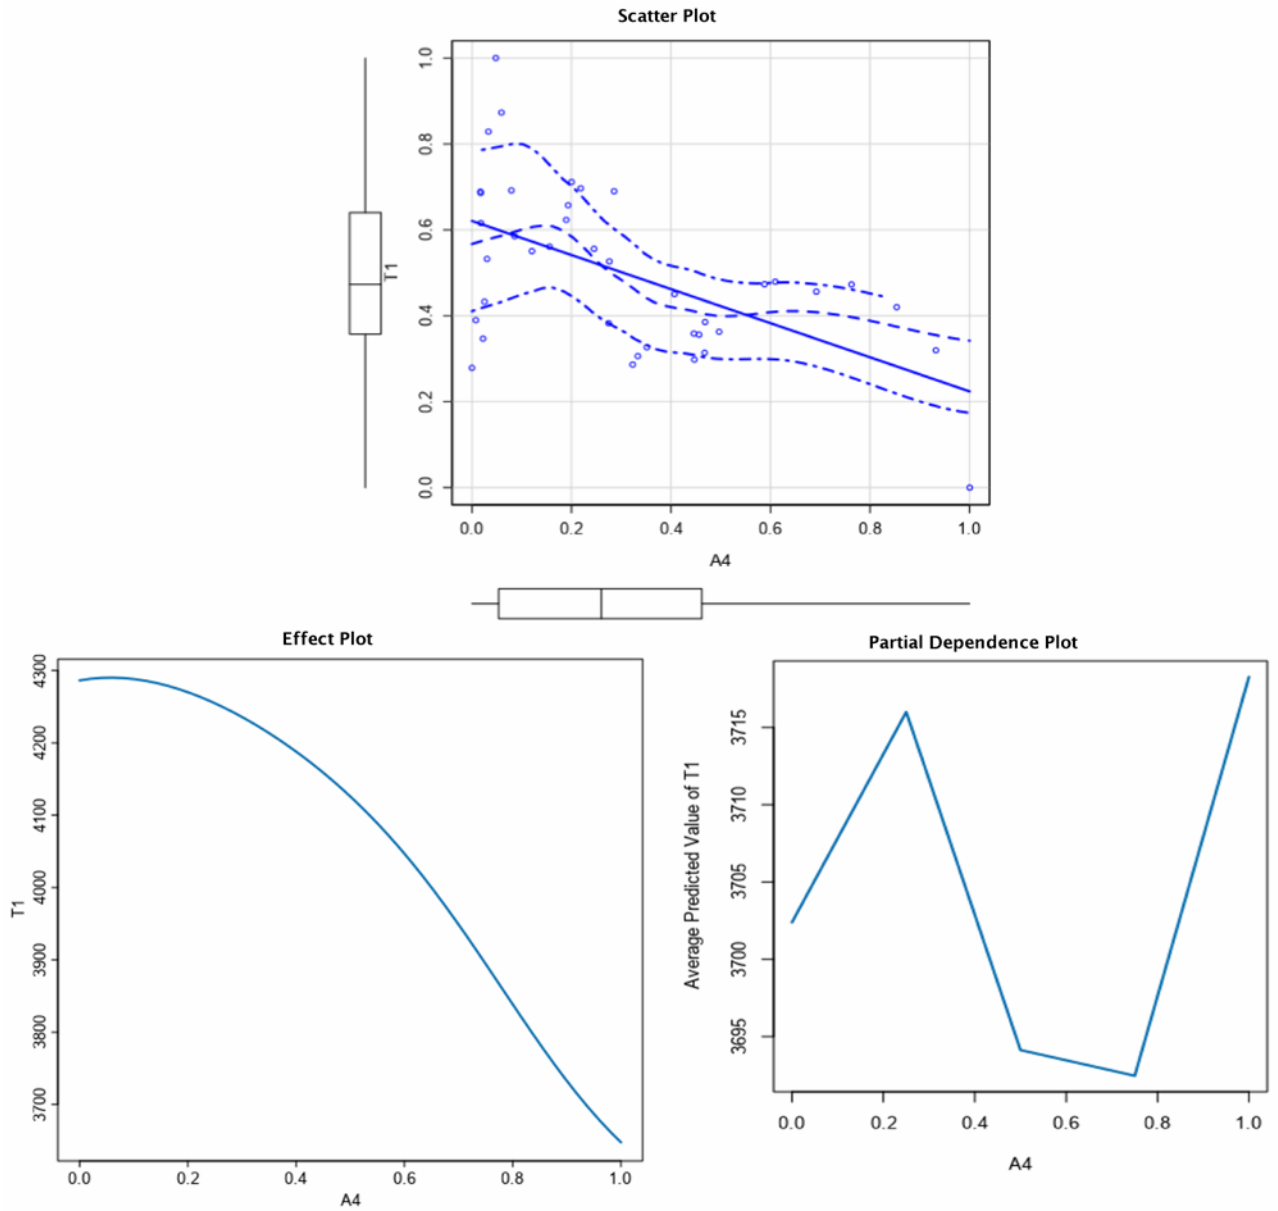 Scatter Plot
1.0
0.8
0.6
0.4
0.2
0.0
T1
0.0 0.2 0.4 0.6 0.8 1.0
A4
Effect Plot
4300
4200
4100
4000
3900
3800
3700
T1
0.0 0.2 0.4 0.6 0.8 1.0
A4
Partial Dependence Plot
3715
3710
3705
3700
3695
Average Predicted Value of T1
0.0 0.2 0.4 0.6 0.8 1.0
A4